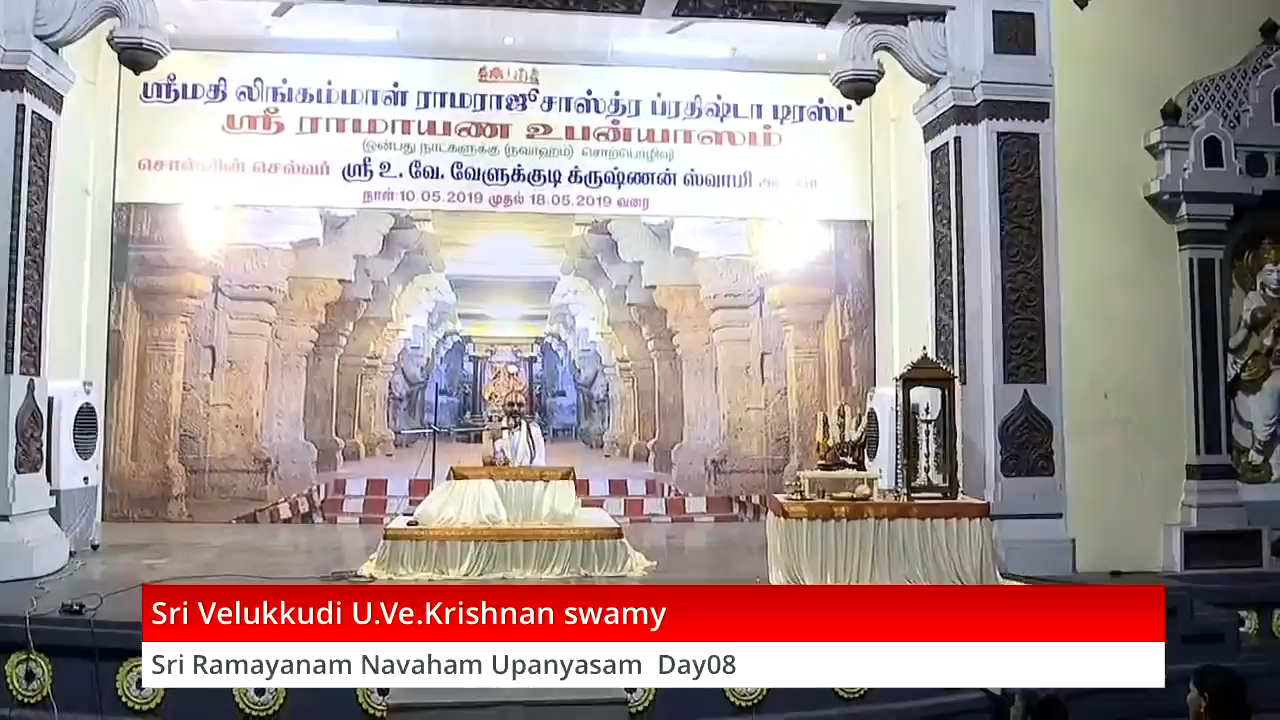 ஸ்ரீமதி லிங்கம்மாள் ராமராஜு சாஸ்த்ர ப்ரதிஷ்டா டிரஸ்ட்
ஸ்ரீ ராமாயண உபன்யாஸம்
(ஒன்பது நாட்களுக்கு (நவாஹம்) சொற்பொழிவு)
சொல்லின் செல்வர் ஸ்ரீ உ. வே. வேளுக்குடி க்ருஷ்ணன் ஸ்வாமி
நாள்:10.05.2019 முதல் 18.05.2019 வரை
Sri Velukkudi U.Ve.Krishnan swamy
Sri Ramayanam Navaham Upanyasam Day08